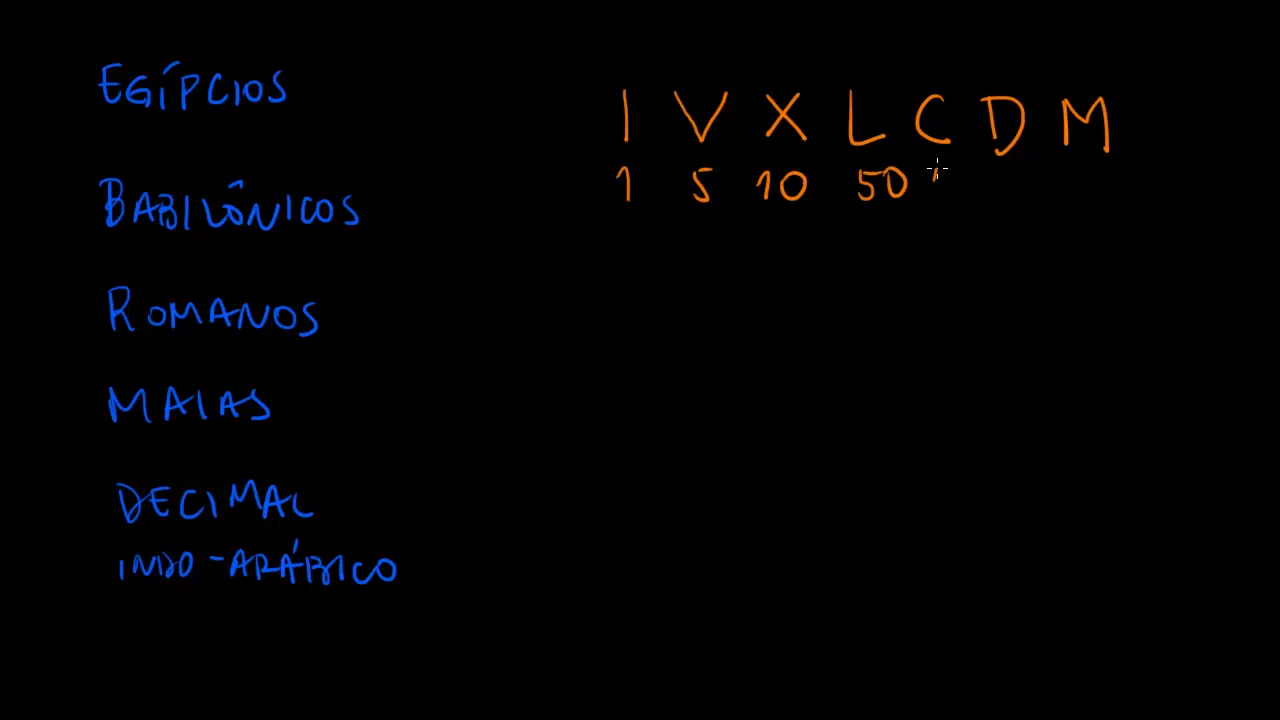 EGÍPCIOS
BABILÔNICOS
ROMANOS
MAIAS
DECIMAL
INDO-ARÁBICO
I V X L C D M
1 5 10 50